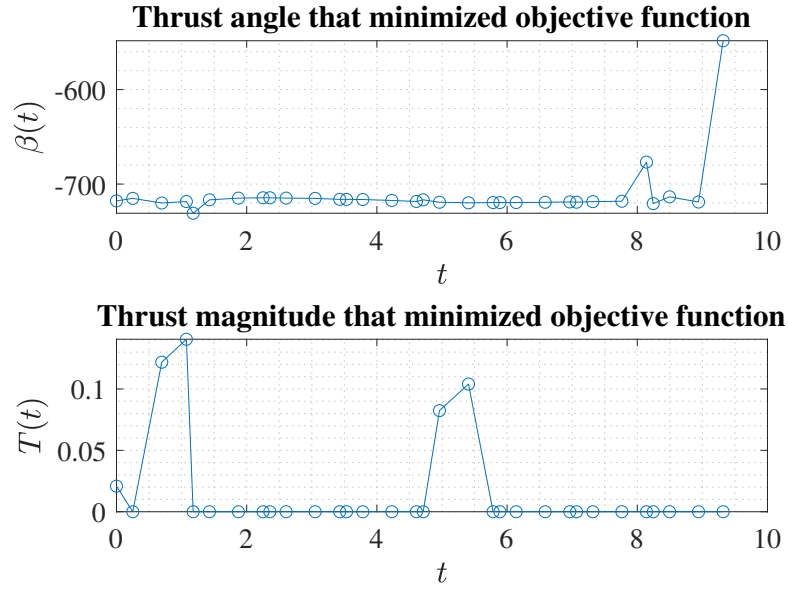 Thrust angle that minimized objective function
β(t)
-600
-700
0 2 4 6 8 10
t
Thrust magnitude that minimized objective function
T(t)
0.1
0.05
0
0 2 4 6 8 10
t